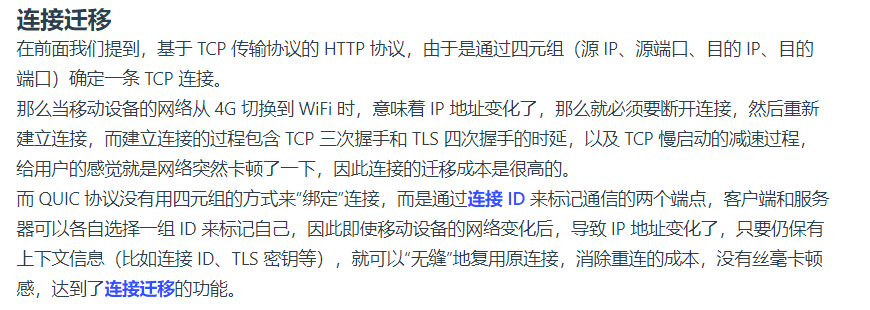 连接迁移
在前面我们提到，基于 TCP 传输协议的 HTTP 协议，由于是通过四元组（源 IP、源端口、目的 IP、目的
端口）确定一条 TCP 连接。
那么当移动设备的网络从 4G 切换到 WiFi 时，意味着 IP 地址变化了，那么就必须要断开连接，然后重新
建立连接，而建立连接的过程包含 TCP 三次握手和 TLS 四次握手的时延，以及 TCP 慢启动的减速过程，
给用户的感觉就是网络突然卡顿了一下，因此连接的迁移成本是很高的。
而 QUIC 协议没有用四元组的方式来“绑定”连接，而是通过连接 ID 来标记通信的两个端点，客户端和服务
器可以各自选择一组 ID 来标记自己，因此即使移动设备的网络变化后，导致 IP 地址变化了，只要仍保有
上下文信息（比如连接 ID、TLS 密钥等），就可以“无缝”地复用原连接，消除重连的成本，没有丝毫卡顿
感，达到了连接迁移的功能。